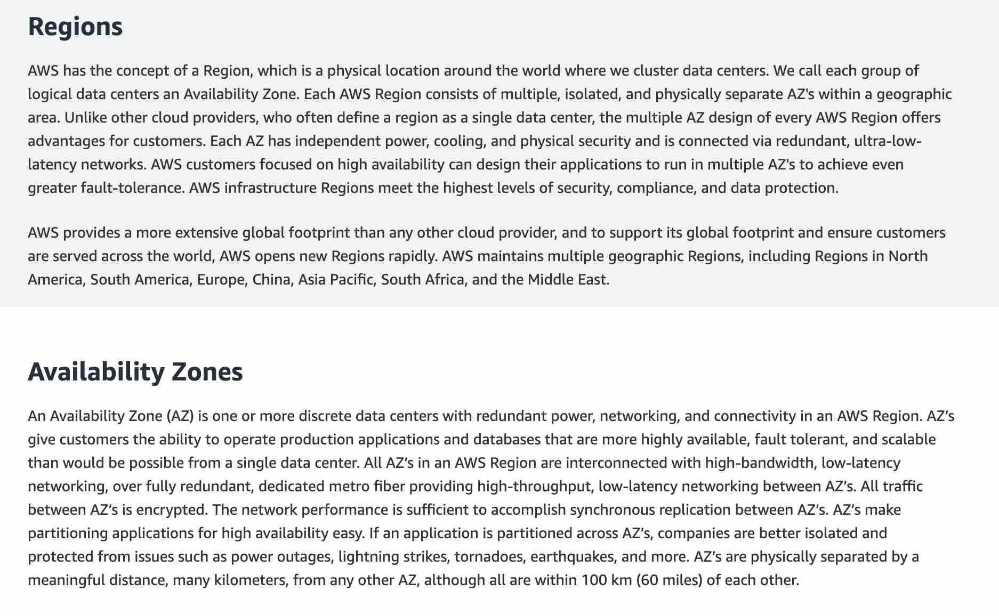 Regions
AWS has the concept of a Region, which is a physical location around the world where we cluster data centers. We call each group of
logical data centers an Availability Zone. Each AWS Region consists of multiple, isolated, and physically separate AZ's within a geographic
area. Unlike other cloud providers, who often define a region as a single data center, the multiple AZ design of every AWS Region offers
advantages for customers. Each AZ has independent power, cooling, and physical security and is connected via redundant, ultra-low-
latency networks. AWS customers focused on high availability can design their applications to run in multiple AZ's to achieve even
greater fault-tolerance. AWS infrastructure Regions meet the highest levels of security, compliance, and data protection.
AWS provides a more extensive global footprint than any other cloud provider, and to support its global footprint and ensure customers
are served across the world, AWS opens new Regions rapidly. AWS maintains multiple geographic Regions, including Regions in North
America, South America, Europe, China, Asia Pacific, South Africa, and the Middle East.
Availability Zones
An Availability Zone (AZ) is one or more discrete data centers with redundant power, networking, and connectivity in an AWS Region. AZ’s
give customers the ability to operate production applications and databases that are more highly available, fault tolerant, and scalable
than would be possible from a single data center. All AZ’s in an AWS Region are interconnected with high-bandwidth, low-latency
networking, over fully redundant, dedicated metro fiber providing high-throughput, low-latency networking between AZ’s. All traffic
between AZ’s is encrypted. The network performance is sufficient to accomplish synchronous replication between AZ’s. AZ’s make
partitioning applications for high availability easy. If an application is partitioned across AZ’s, companies are better isolated and
protected from issues such as power outages, lightning strikes, tornadoes, earthquakes, and more. AZ’s are physically separated by a
meaningful distance, many kilometers, from any other AZ, although all are within 100 km (60 miles) of each other.